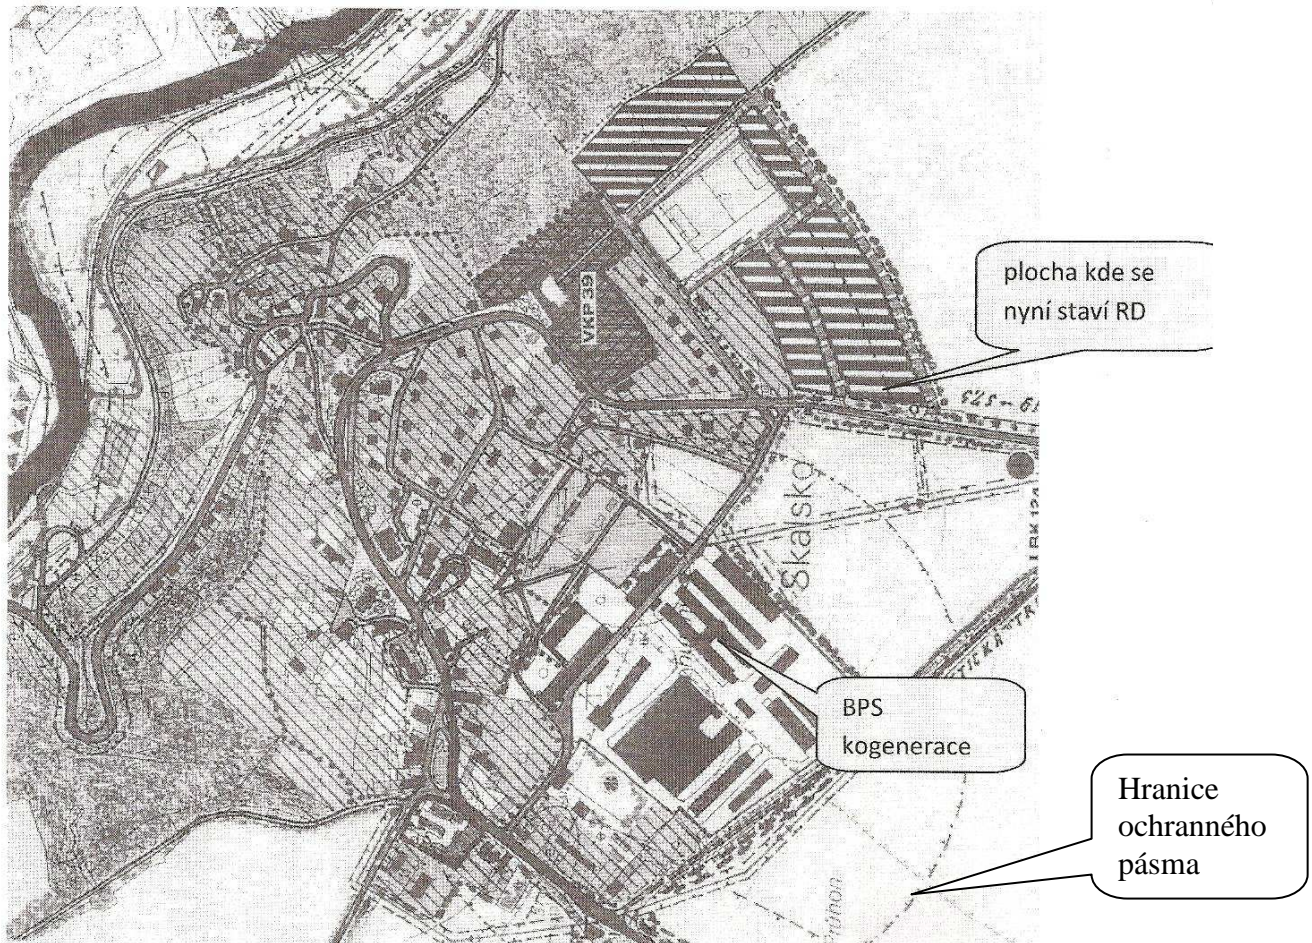 plocha kde se
nyní staví RD
VKP 39
Skalsko
BPS
kogenerace
Hranice
ochranného
pásma